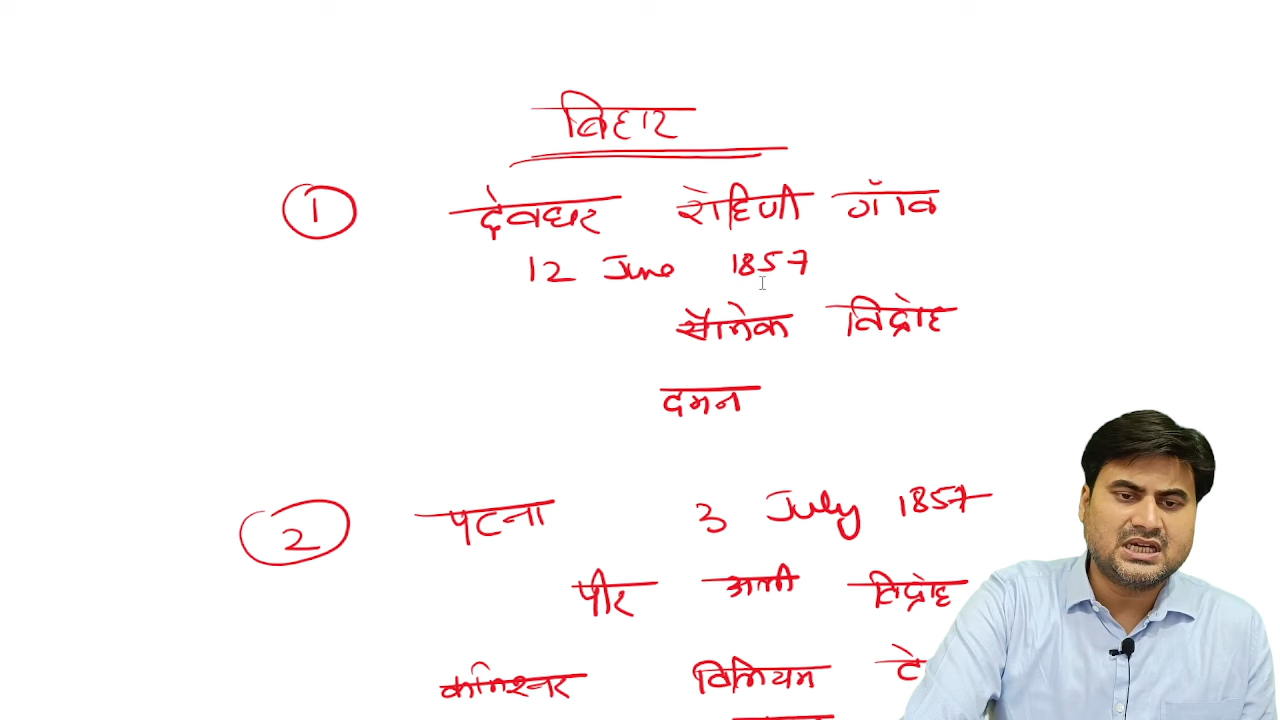 बिहार
1 देवघर रोहिणी गाँव
12 June 1857
सैनिक विद्रोह
दमन
2 पटना 3 July 1857
पीर अली विद्रोह
कमिश्नर विलियम टे